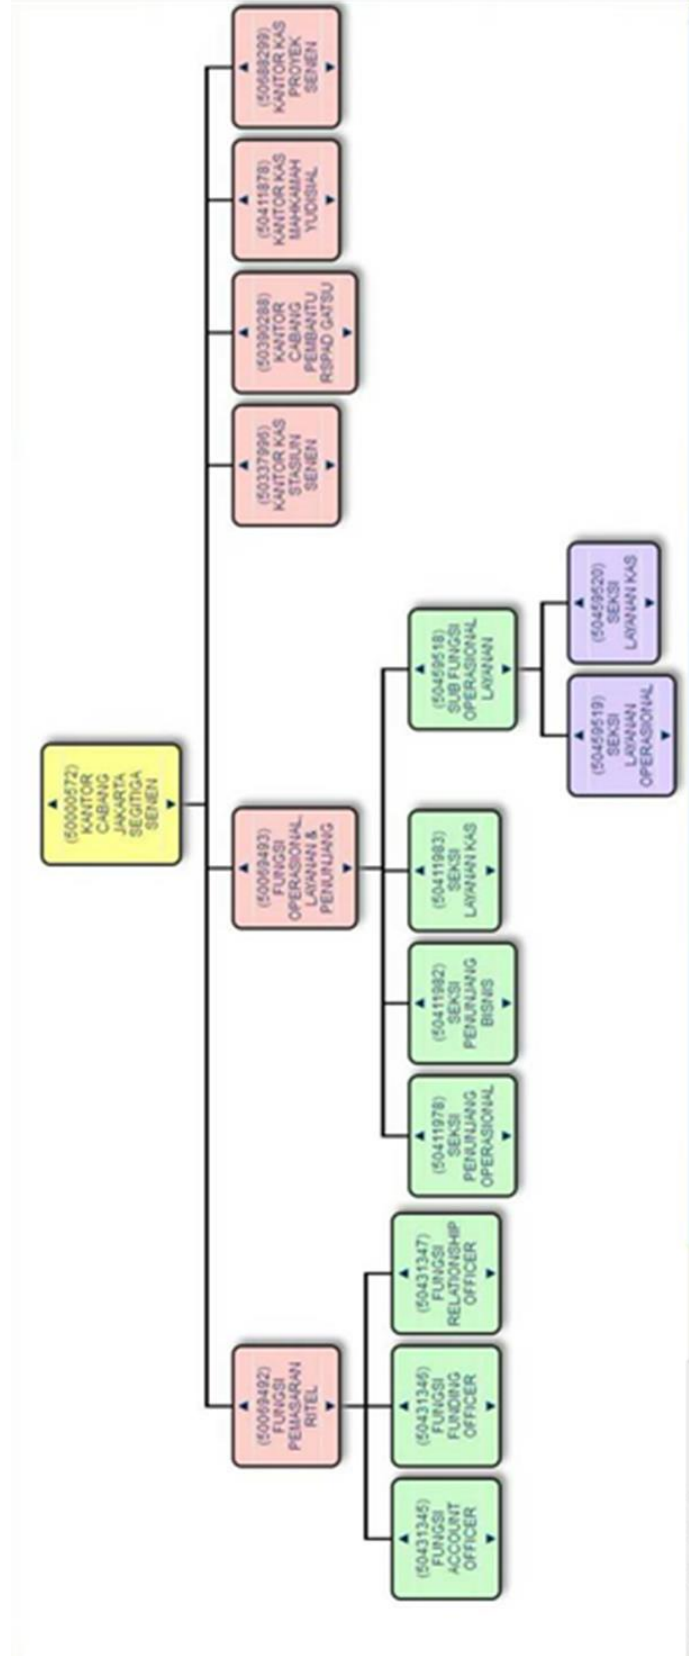 (50000572)
KANTOR
CABANG
JAKARTA
SEGITIGA
SENEN
(50069492)
FUNGSI
PEMASARAN
RITEL
(50069493)
FUNGSI
OPERASIONAL,
LAYANAN &
PENUNJANG
(50337996)
KANTOR KAS
STASIUN
SENEN
(50390288)
KANTOR
CABANG
PEMBANTU
RSPAD GATSU
(50411878)
KANTOR KAS
MAHKAMAH
YUDISIAL
(50688299)
KANTOR KAS
PROYEK
SENEN
(50431345)
FUNGSI
ACCOUNT
OFFICER
(50431346)
FUNGSI
FUNDING
OFFICER
(50431347)
FUNGSI
RELATIONSHIP
OFFICER
(50411978)
SEKSI
PENUNJANG
OPERASIONAL
(50411982)
SEKSI
PENUNJANG
BISNIS
(50411983)
SEKSI
LAYANAN KAS
(50459518)
SUB FUNGSI
OPERASIONAL
LAYANAN
(50459519)
SEKSI
LAYANAN
OPERASIONAL
(50459520)
SEKSI
LAYANAN KAS